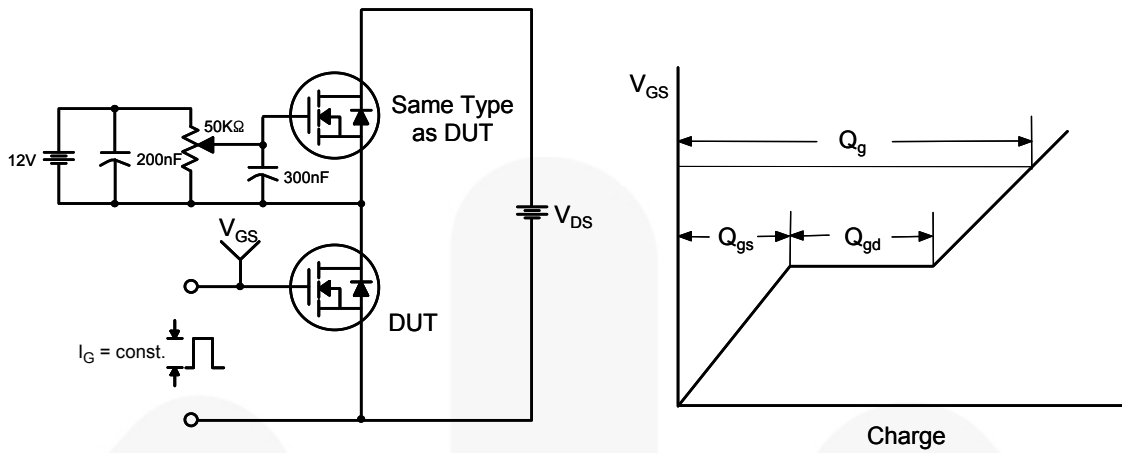 12V
200nF
50KΩ
300nF
Same Type
as DUT
V_GS
DUT
I_G = const.
V_DS
V_GS
Q_g
Q_gs
Q_gd
Charge